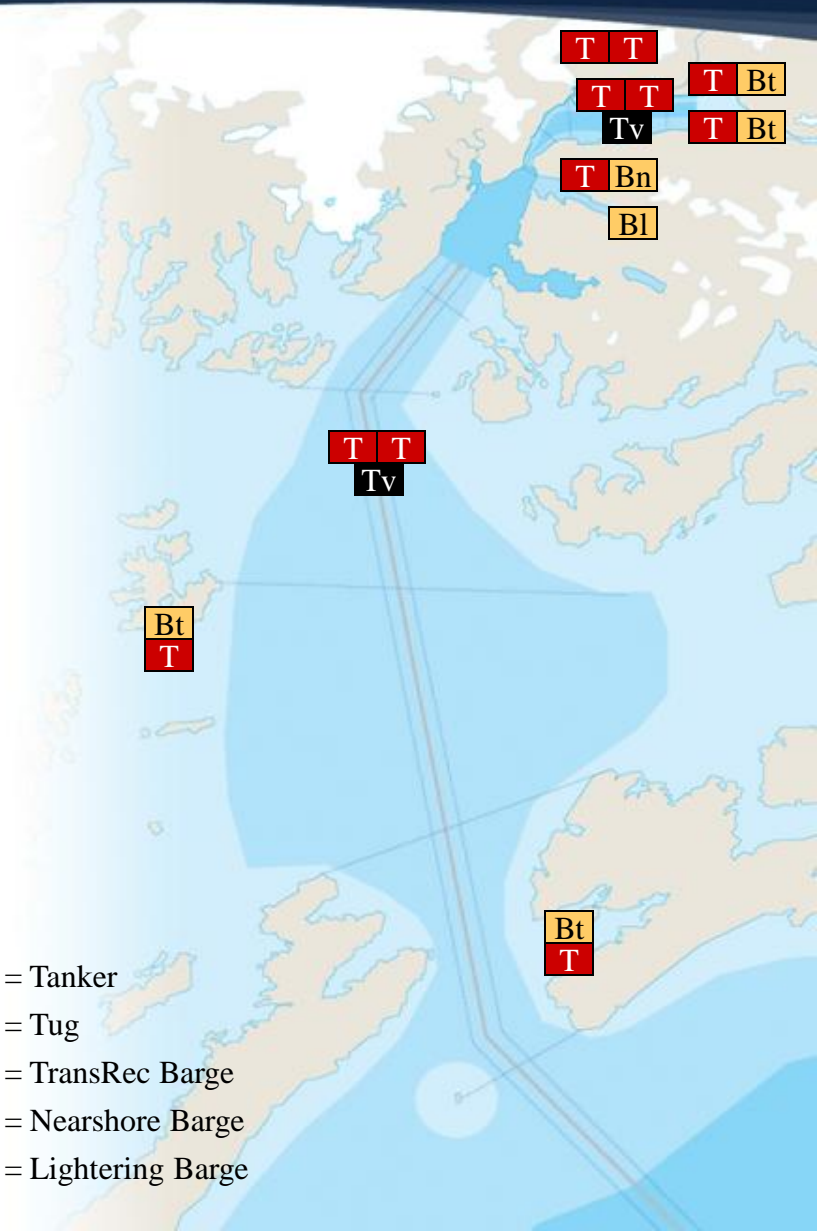 T T
T Bt
T T
Tv
T Bt
T Bn
Bl
T T
Tv
Bt
T
Bt
T
= Tanker
= Tug
= TransRec Barge
= Nearshore Barge
= Lightering Barge